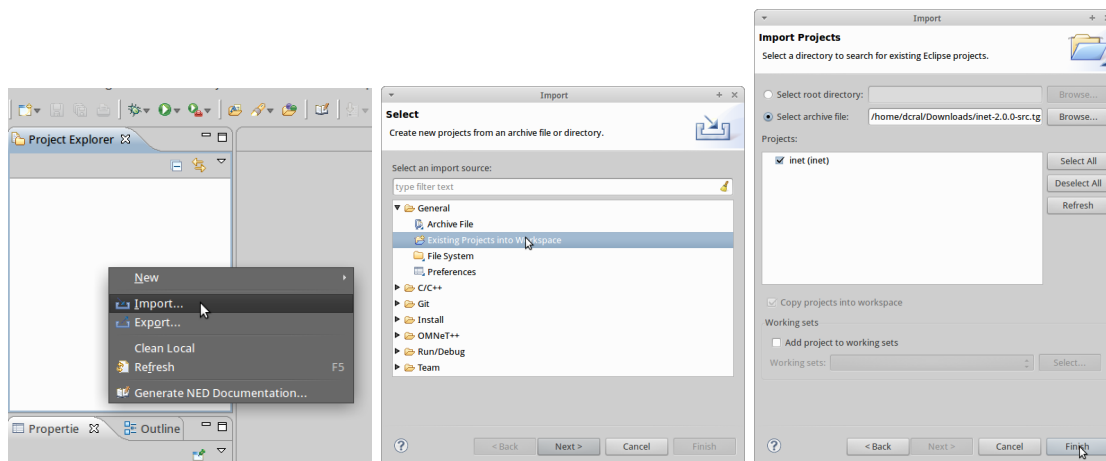 Project Explorer
New
Import...
Export...
Clean Local
Refresh F5
Generate NED Documentation...
Propertie Outline
Import
Select
Create new projects from an archive file or directory.
Select an import source:
type filter text
General
Archive File
Existing Projects into Workspace
File System
Preferences
C/C++
Git
Install
OMNeT++
Run/Debug
Team
< Back Next > Cancel Finish
Import
Import Projects
Select a directory to search for existing Eclipse projects.
Select root directory: Browse...
Select archive file: /home/dcral/Downloads/inet-2.0.0-src.tg Browse...
Projects:
inet (inet)
Select All
Deselect All
Refresh
Copy projects into workspace
Working sets
Add project to working sets
Working sets: Select...
< Back Next > Cancel Finish